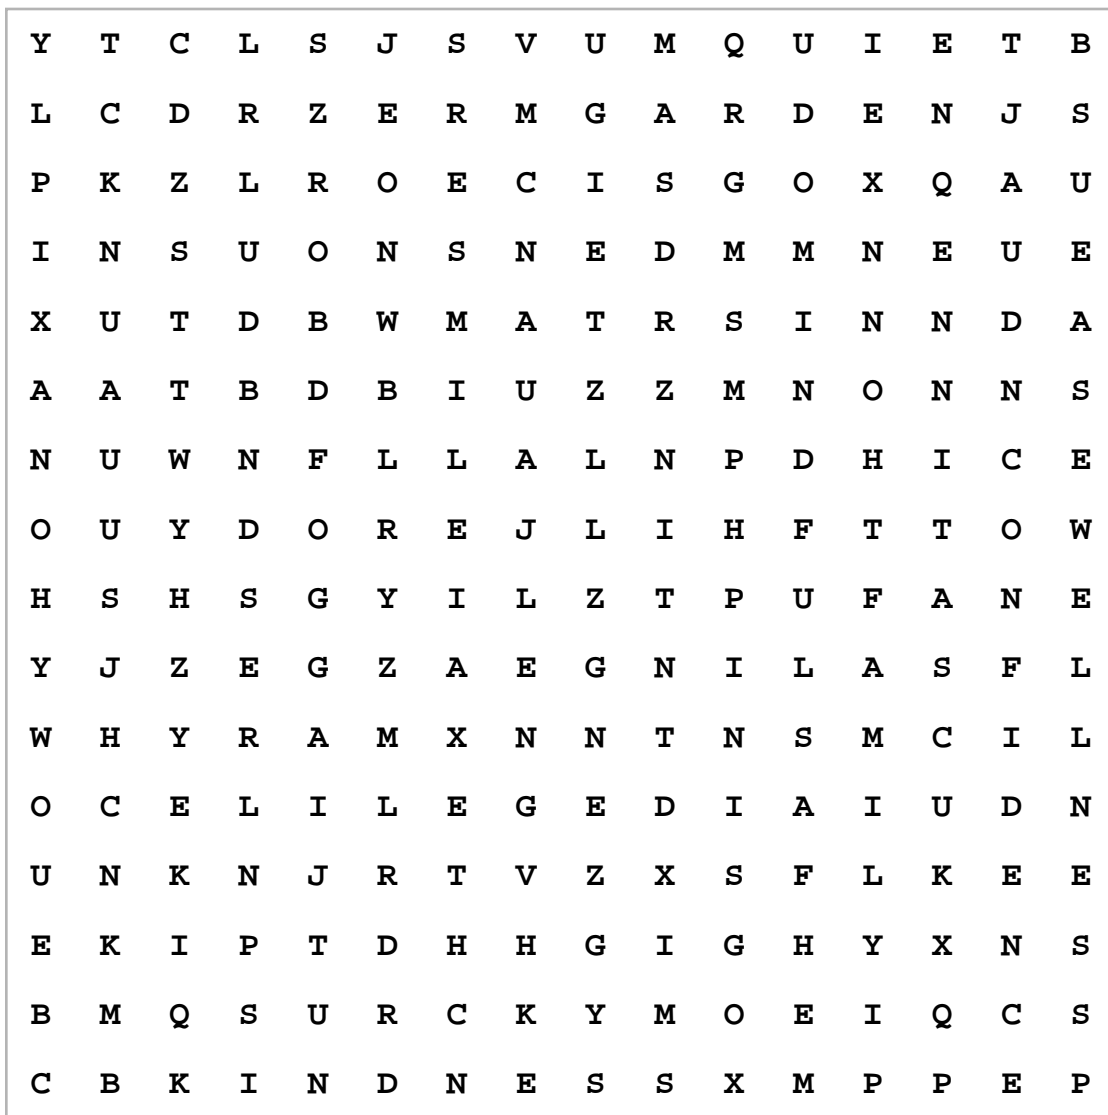 Y T C L S J S V U M Q U I E T B
L C D R Z E R M G A R D E N J S
P K Z L R O E C I S G O X Q A U
I N S U O N S N E D M M N E U E
X U T D B W M A T R S I N N D A
A A T B D B I U Z Z M N O N N S
N U W N F L L A L N P D H I C E
O U Y D O R E J L I H F T T O W
H S H S G Y I L Z T P U F A N E
Y J Z E G Z A E G N I L A S F L
W H Y R A M X N N T N S M C I L
O C E L I L E G E D I A I U D N
U N K N J R T V Z X S F L K E E
E K I P T D H H G I G H Y X N S
B M Q S U R C K Y M O E I Q C S
C B K I N D N E S S X M P P E P